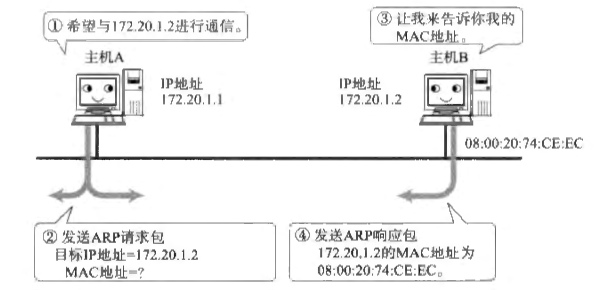 ① 希望与172.20.1.2进行通信。
③ 让我来告诉你我的
MAC地址。
主机A
主机B
IP地址
172.20.1.1
IP地址
172.20.1.2
08:00:20:74:CE:EC
② 发送ARP请求包
目标IP地址=172.20.1.2
MAC地址=?
④ 发送ARP响应包
172.20.1.2的MAC地址为
08:00:20:74:CE:EC。